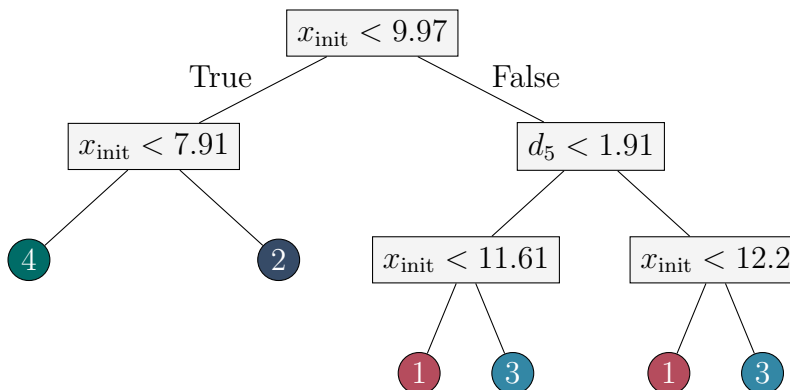 x_init < 9.97
True False
x_init < 7.91 d_5 < 1.91
4 2 x_init < 11.61 x_init < 12.2
1 3 1 3